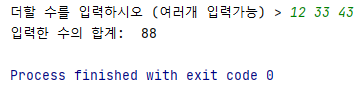 더할 수를 입력하시오 (여러개 입력가능) > 12 33 43
입력한 수의 합계:  88
Process finished with exit code 0